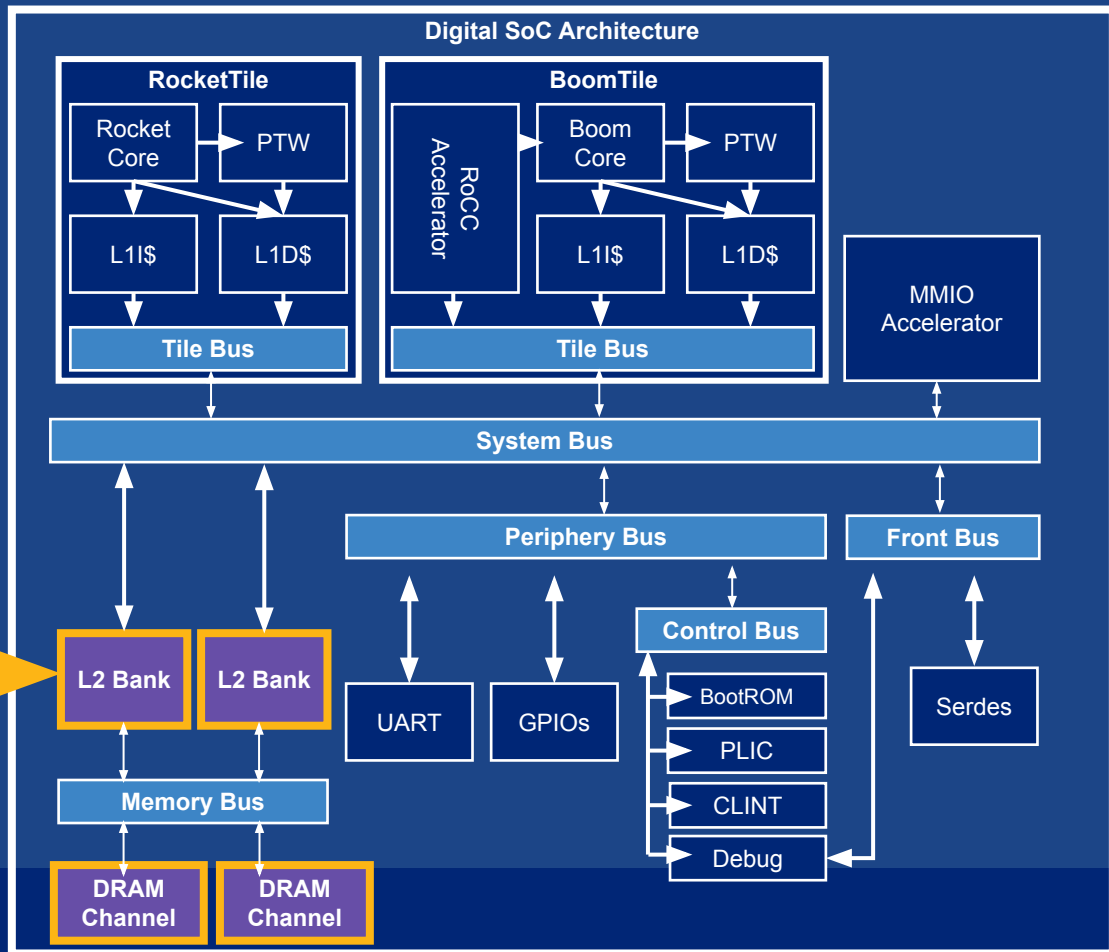 Digital SoC Architecture
RocketTile
Rocket
Core
PTW
L1I$
L1D$
Tile Bus
BoomTile
RoCC
Accelerator
Boom
Core
PTW
L1I$
L1D$
Tile Bus
MMIO
Accelerator
System Bus
Periphery Bus
Front Bus
Control Bus
L2 Bank
L2 Bank
UART
GPIOs
BootROM
PLIC
CLINT
Debug
Serdes
Memory Bus
DRAM
Channel
DRAM
Channel